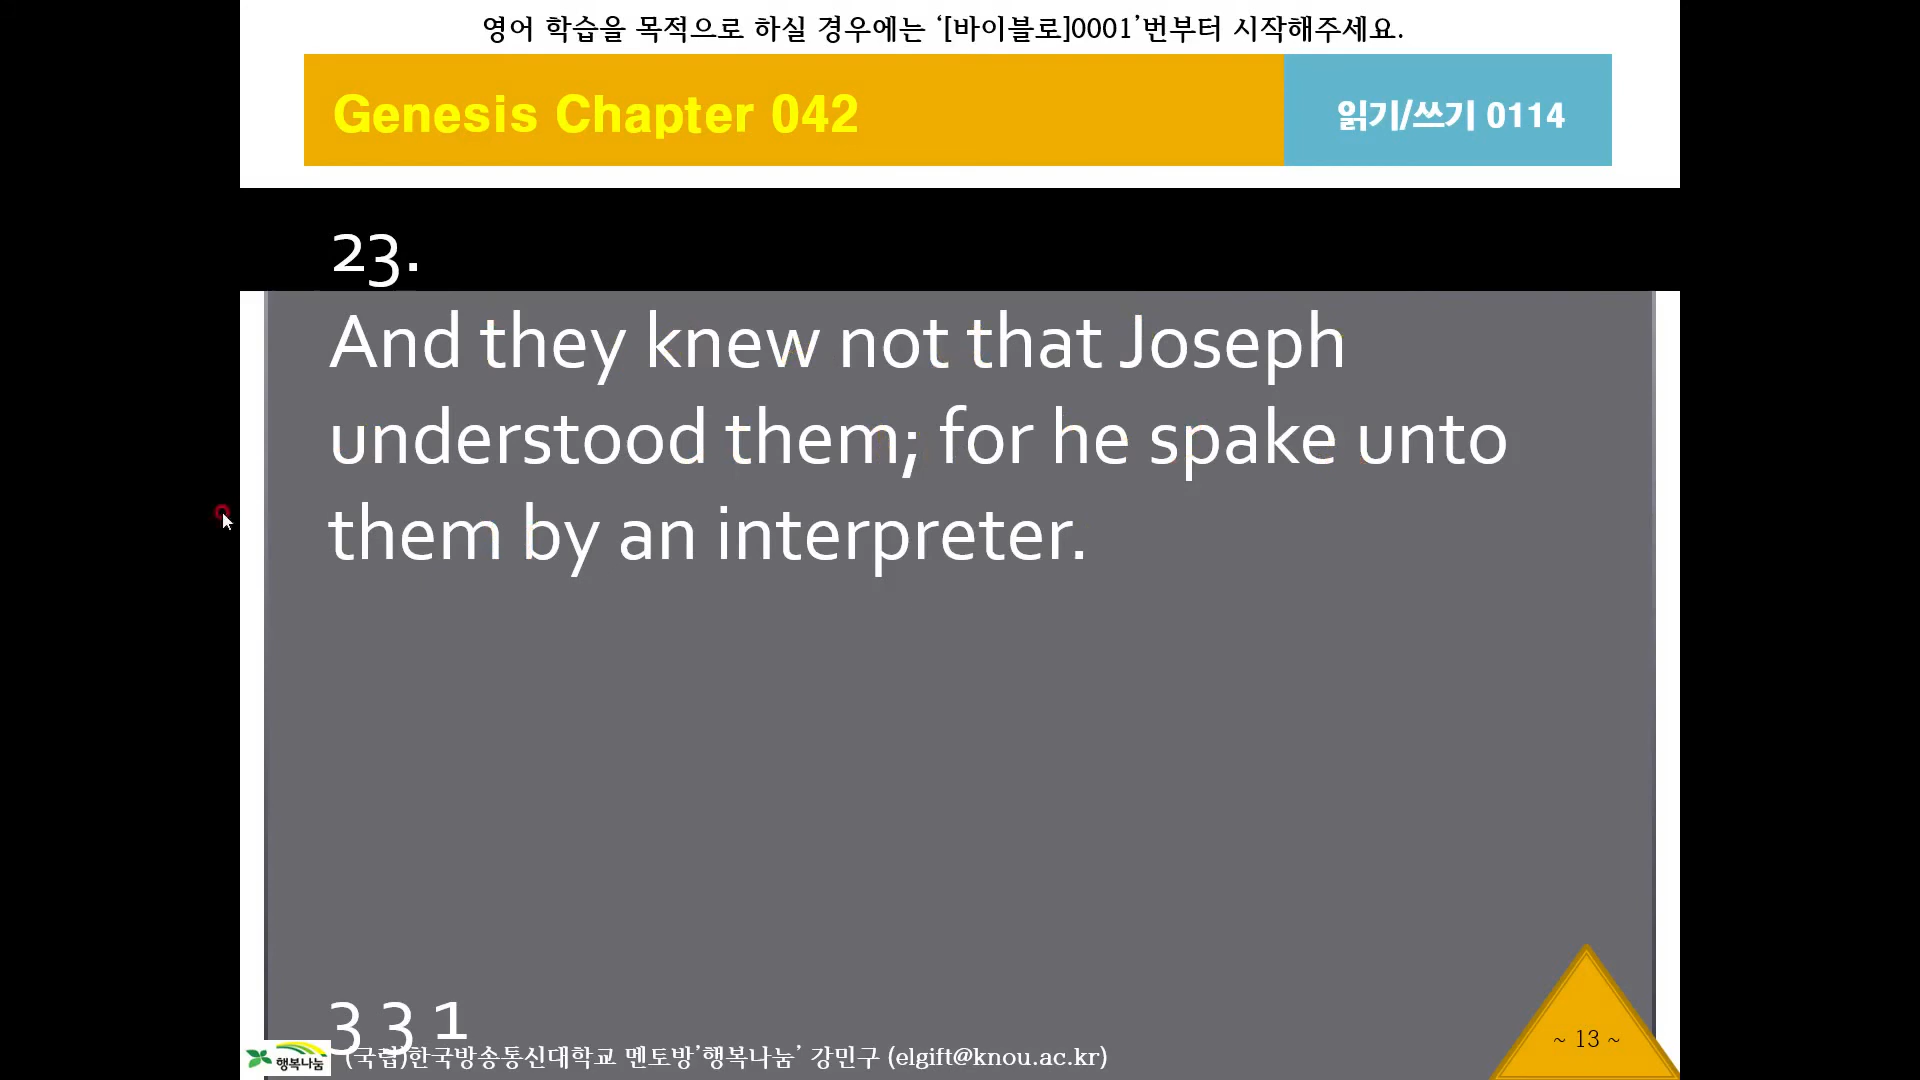 영어 학습을 목적으로 하실 경우에는 ‘[바이블로]0001’번부터 시작해주세요.
Genesis Chapter 042
읽기/쓰기 0114
23.
And they knew not that Joseph
understood them; for he spake unto
them by an interpreter.
3 3 1
행복나눔
(국립)한국방송통신대학교 멘토방’행복나눔’ 강민구 (elgift@knou.ac.kr)
~ 13 ~